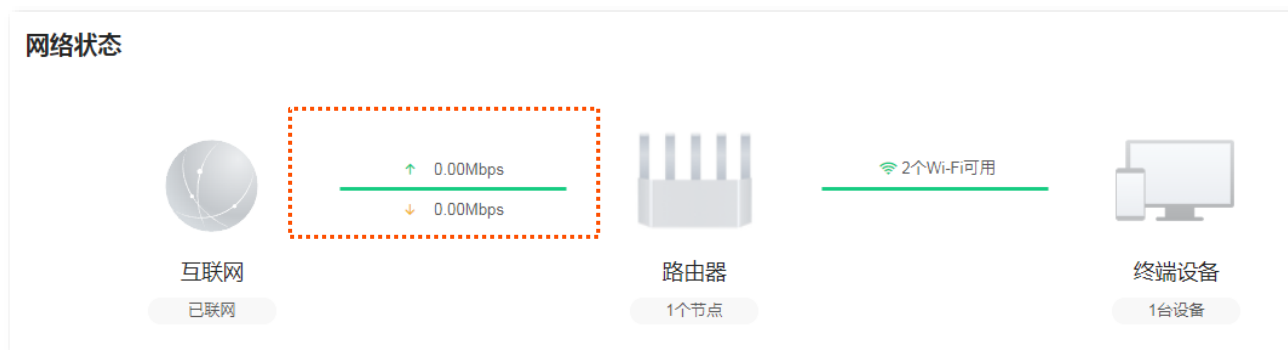 网络状态
↑ 0.00Mbps
↓ 0.00Mbps
2个Wi-Fi可用
互联网
路由器
终端设备
已联网
1个节点
1台设备